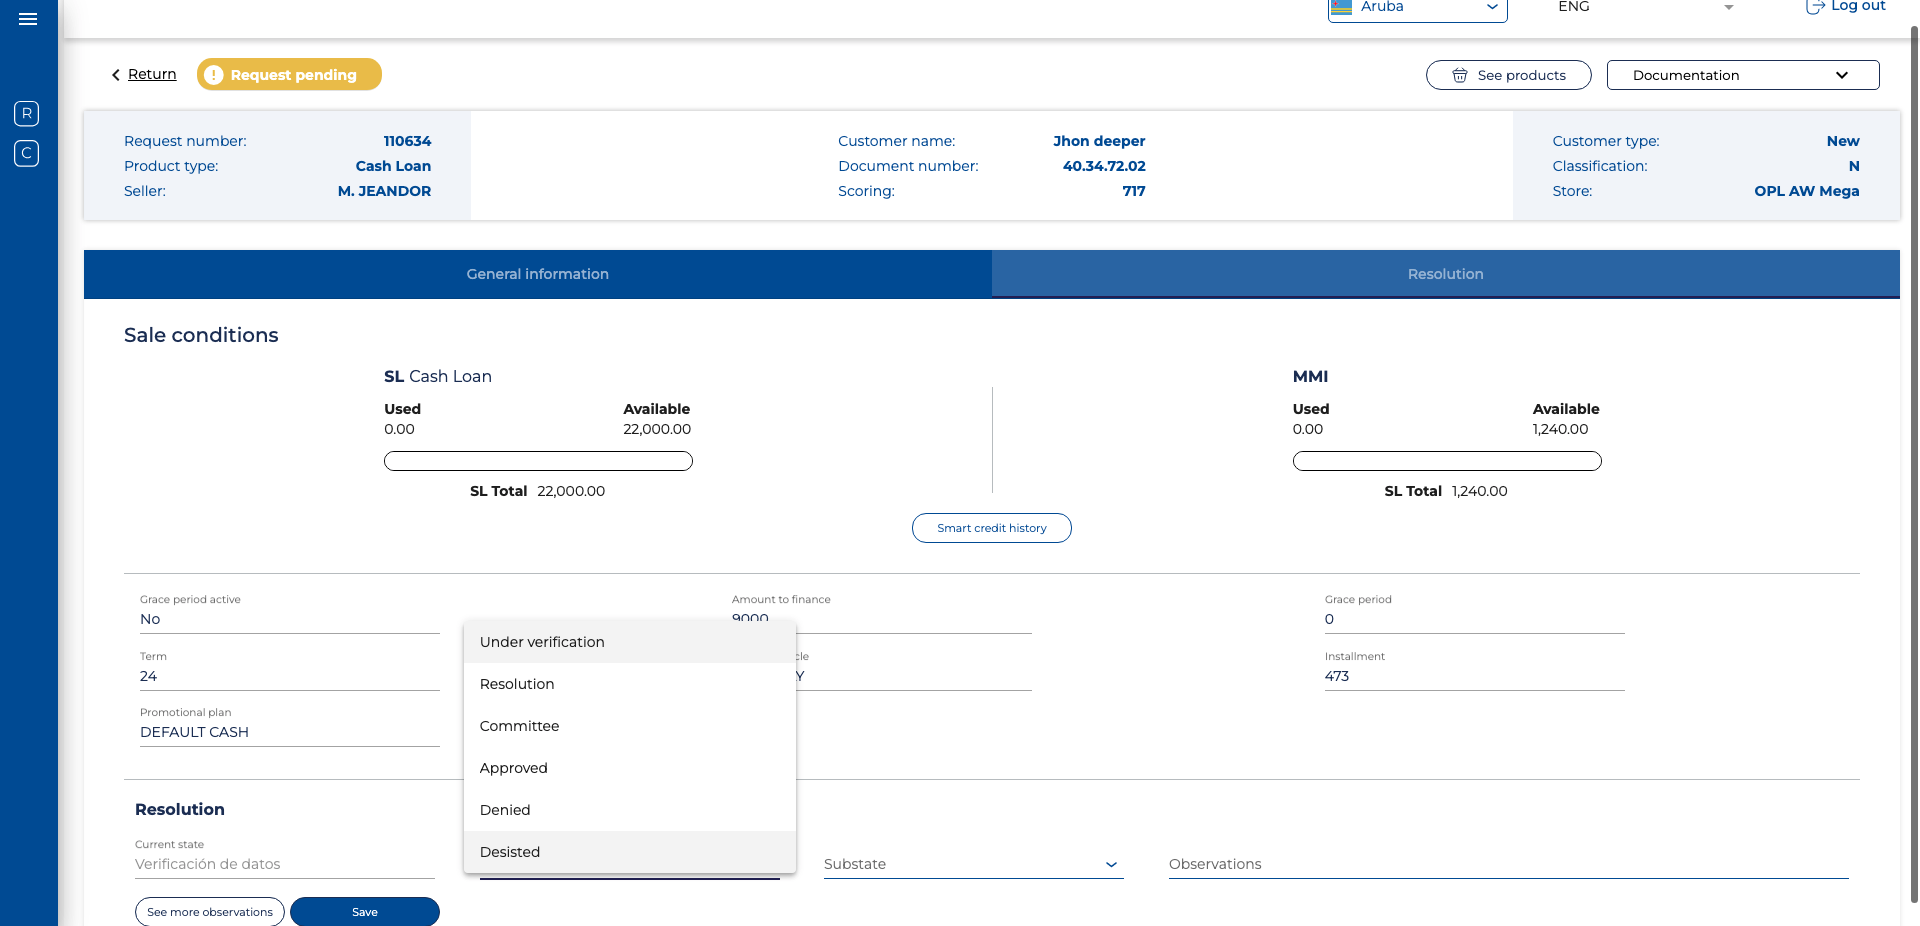 Aruba
ENG
Log out
Return
Request pending
See products
Documentation
R
C
Request number: 110634
Product type: Cash Loan
Seller: M. JEANDOR
Customer name: Jhon deeper
Document number: 40.34.72.02
Scoring: 717
Customer type: New
Classification: N
Store: OPL AW Mega
General information
Resolution
Sale conditions
SL Cash Loan
Used Available
0.00 22,000.00
SL Total 22,000.00
MMI
Used Available
0.00 1,240.00
SL Total 1,240.00
Smart credit history
Grace period active
No
Amount to finance
9000
Grace period
0
Term
24
cle
Y
Installment
473
Promotional plan
DEFAULT CASH
Under verification
Resolution
Committee
Approved
Denied
Desisted
Resolution
Current state
Verificación de datos
Substate
Observations
See more observations
Save